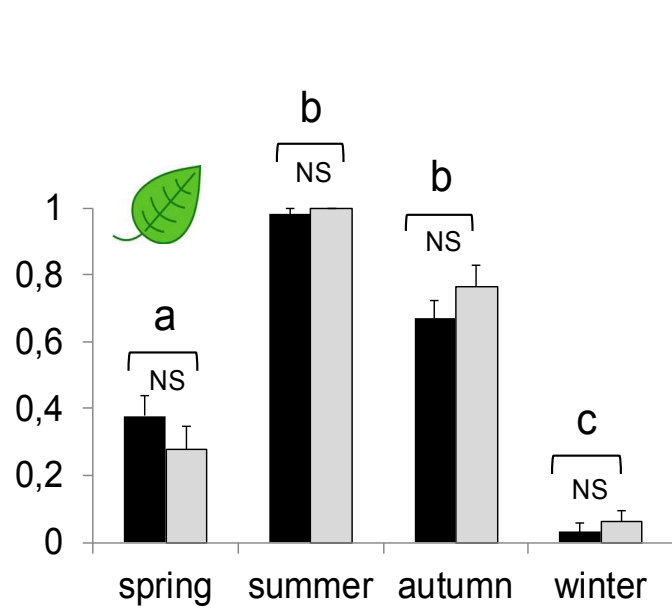 b
NS
b
NS
a
NS
c
NS
1
0,8
0,6
0,4
0,2
0
spring summer autumn winter